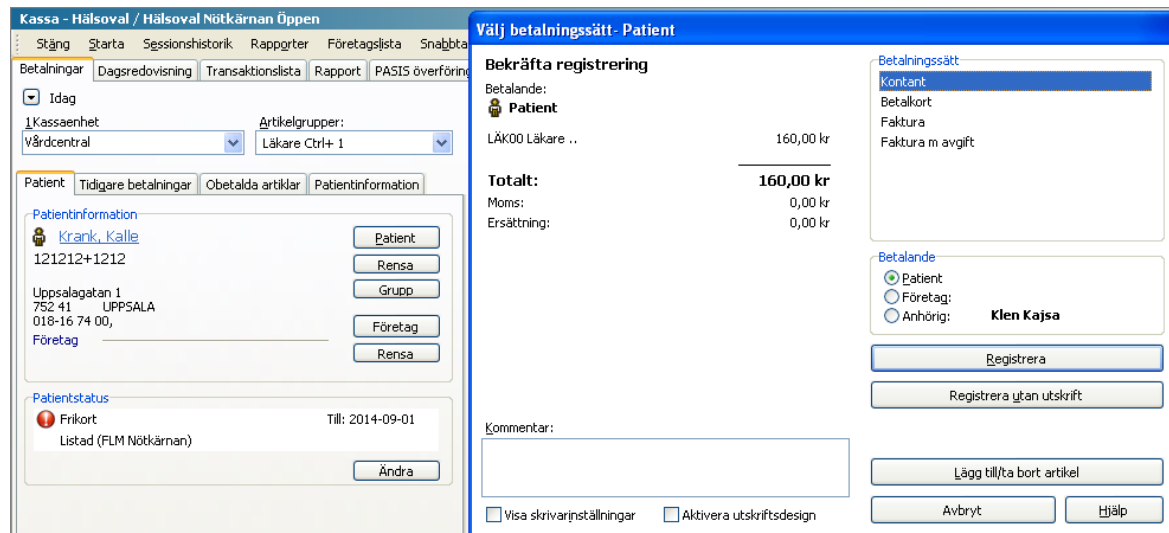 Kassa - Hälsoval / Hälsoval Nötkärnan Öppen
Stäng Starta Sessionshistorik Rapporter Företagslista Snabbta
Betalningar Dagsredovisning Transaktionslista Rapport PASIS överföring
Idag
1Kassaenhet Artikelgrupper:
Vårdcentral Läkare Ctrl+ 1
Patient Tidigare betalningar Obetalda artiklar Patientinformation
Patientinformation
Krank, Kalle Patient
121212+1212 Rensa
Grupp
Uppsalagatan 1
752 41 UPPSALA
018-16 74 00, Företag
Företag
Rensa
Patientstatus
Frikort Till: 2014-09-01
Listad (FLM Nötkärnan)
Ändra
Välj betalningssätt- Patient
Bekräfta registrering
Betalande:
Patient
LÄK00 Läkare .. 160,00 kr
Totalt: 160,00 kr
Moms: 0,00 kr
Ersättning: 0,00 kr
Kommentar:
Visa skrivarinställningar Aktivera utskriftsdesign
Betalningssätt
Kontant
Betalkort
Faktura
Faktura m avgift
Betalande
Patient
Företag:
Anhörig: Klen Kajsa
Registrera
Registrera utan utskrift
Lägg till/ta bort artikel
Avbryt Hjälp